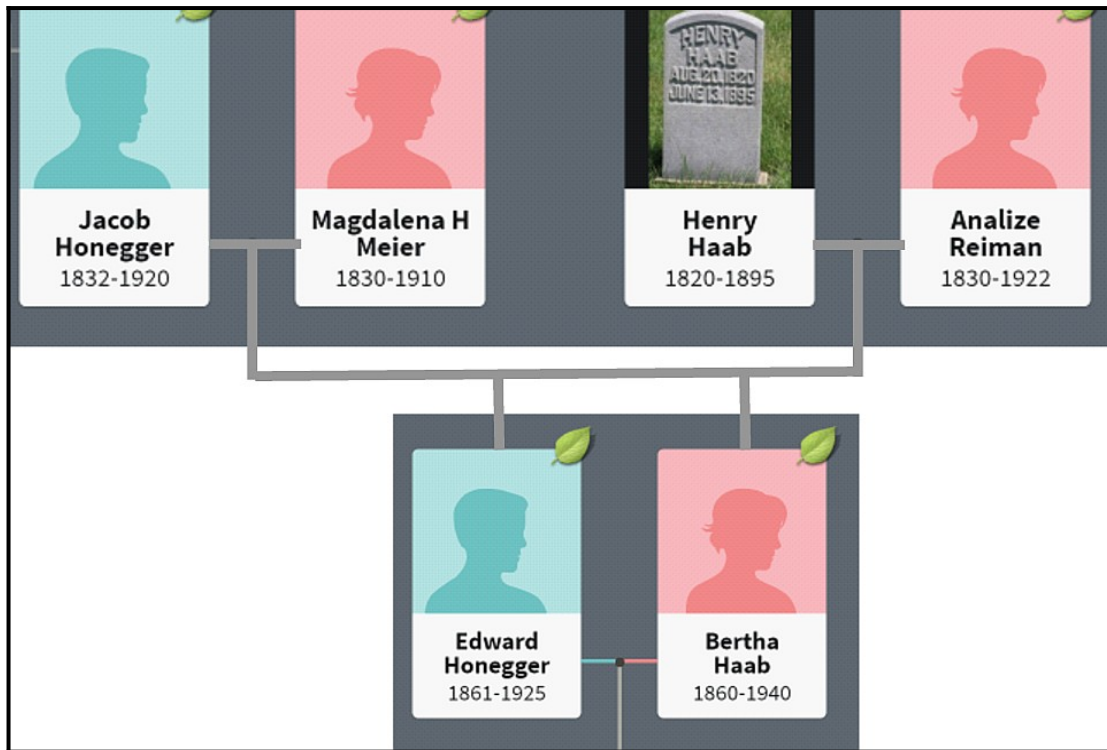 HENRY
HAAB
AUG. 20. 1820
JUNE 13. 1895
Jacob
Honegger
1832-1920
Magdalena H
Meier
1830-1910
Henry
Haab
1820-1895
Analize
Reiman
1830-1922
Edward
Honegger
1861-1925
Bertha
Haab
1860-1940